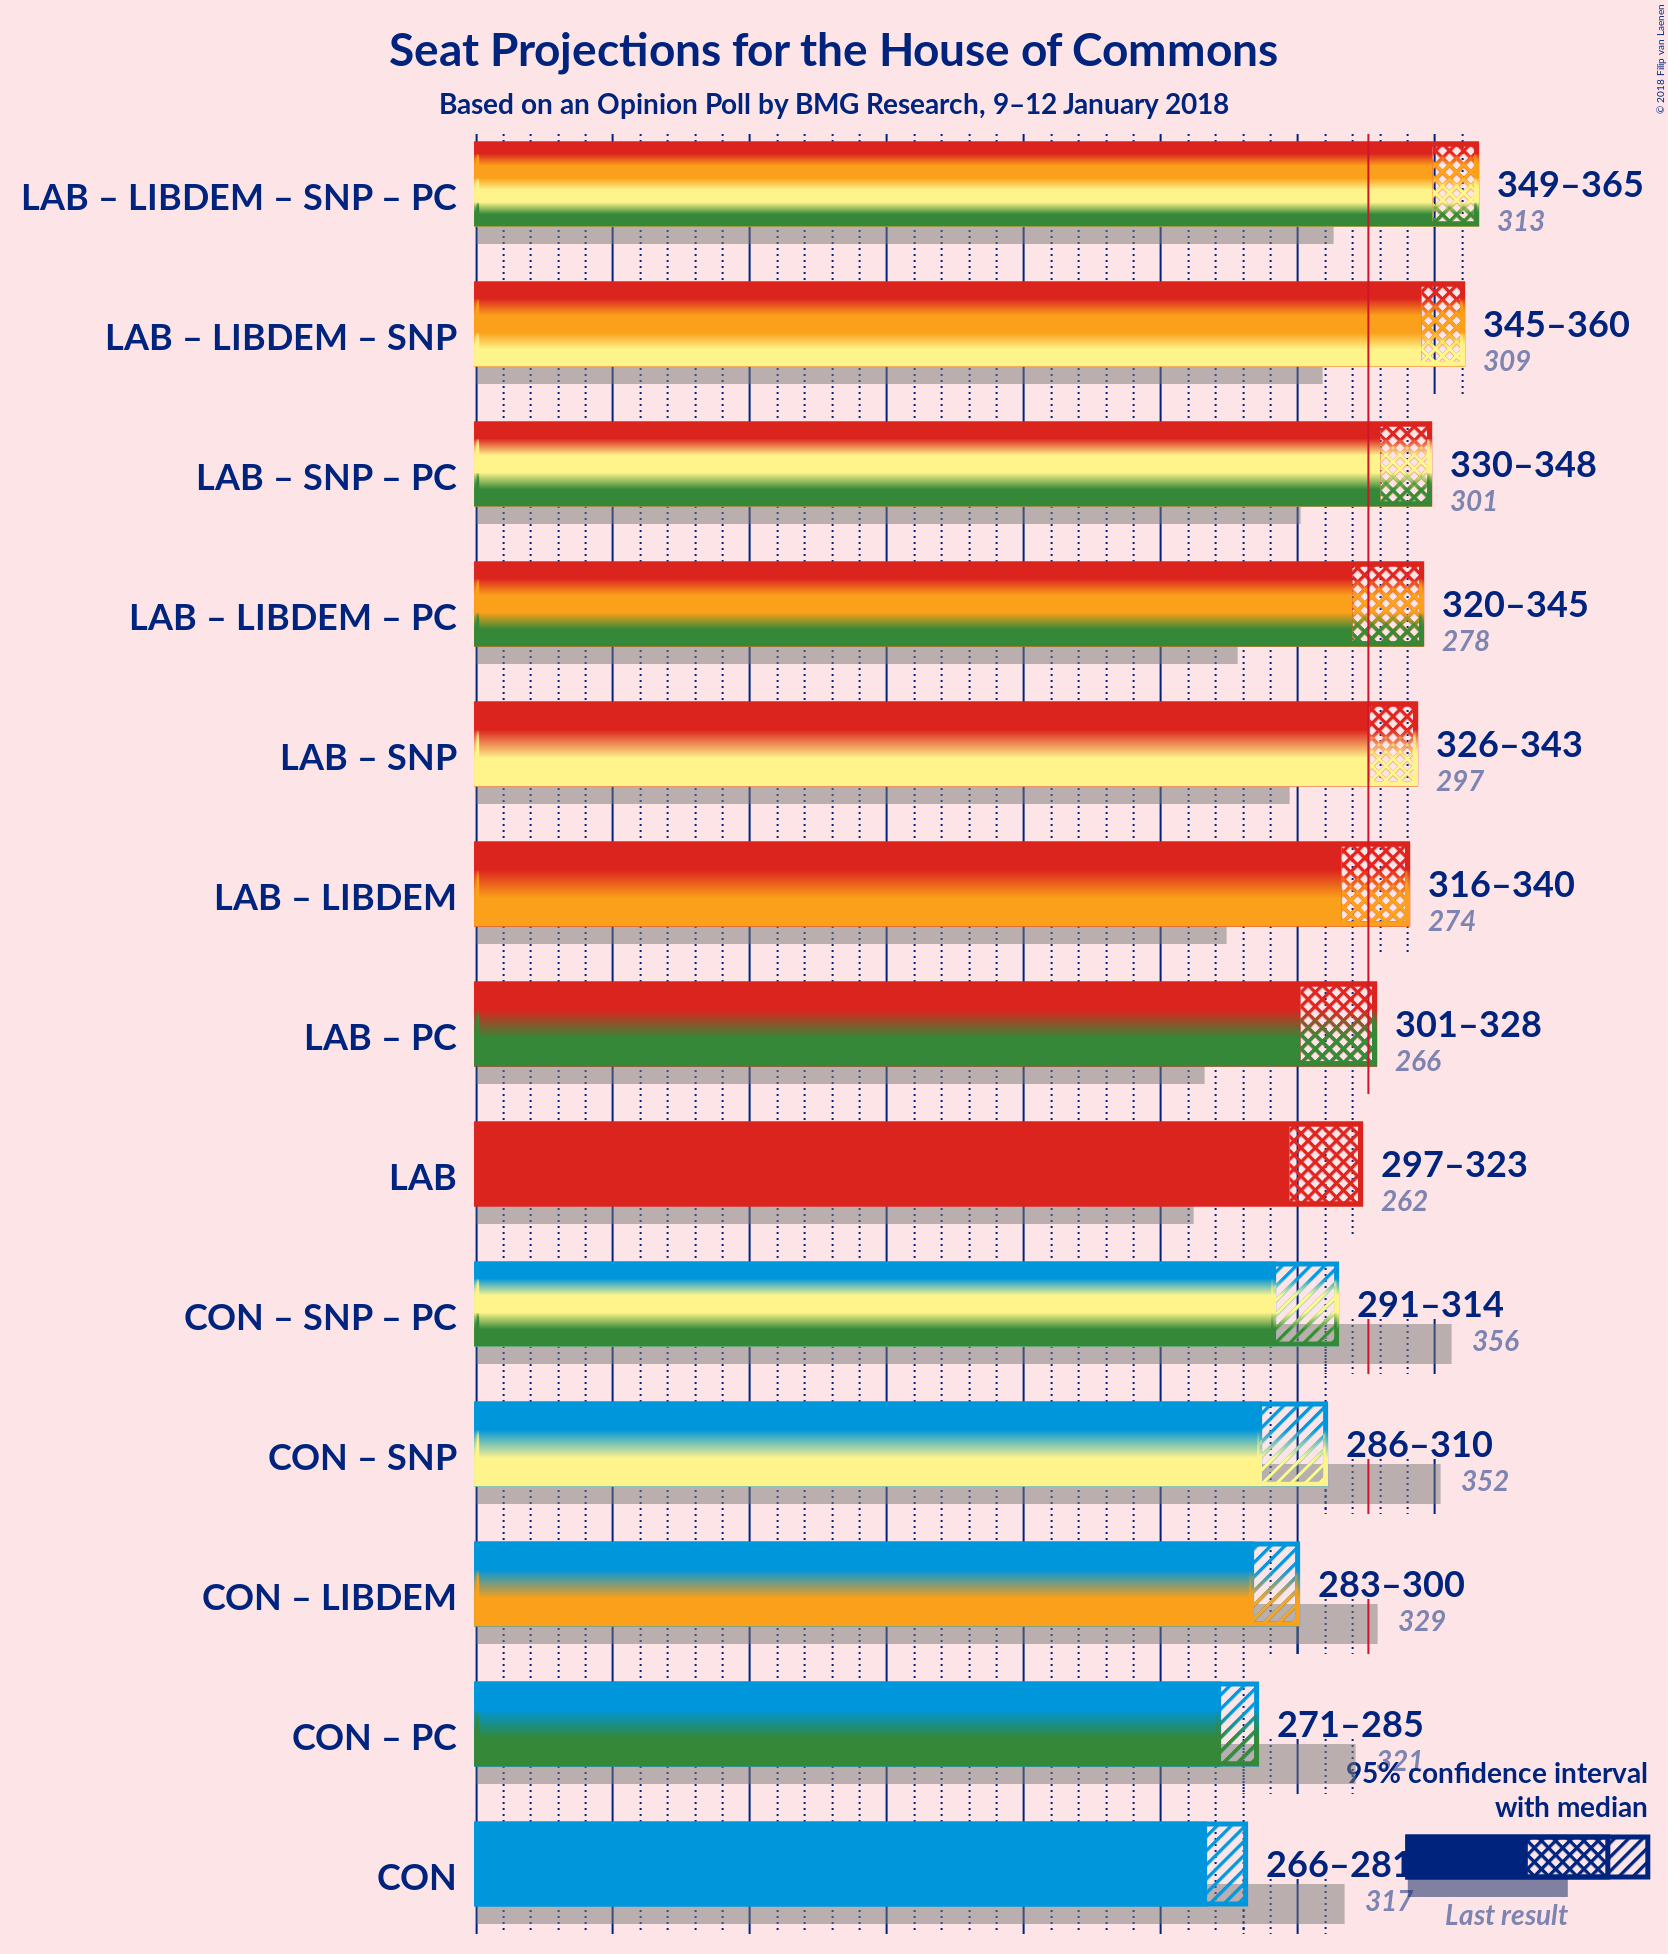 Seat Projections for the House of Commons
Based on an Opinion Poll by BMG Research, 9–12 January 2018
© 2018 Filip van Laenen
LAB – LIBDEM – SNP – PC
349–365
313
LAB – LIBDEM – SNP
345–360
309
LAB – SNP – PC
330–348
301
LAB – LIBDEM – PC
320–345
278
LAB – SNP
326–343
297
LAB – LIBDEM
316–340
274
LAB – PC
301–328
266
LAB
297–323
262
CON – SNP – PC
291–314
356
CON – SNP
286–310
352
CON – LIBDEM
283–300
329
CON – PC
271–285
321
CON
266–281
317
95% confidence interval
with median
Last result